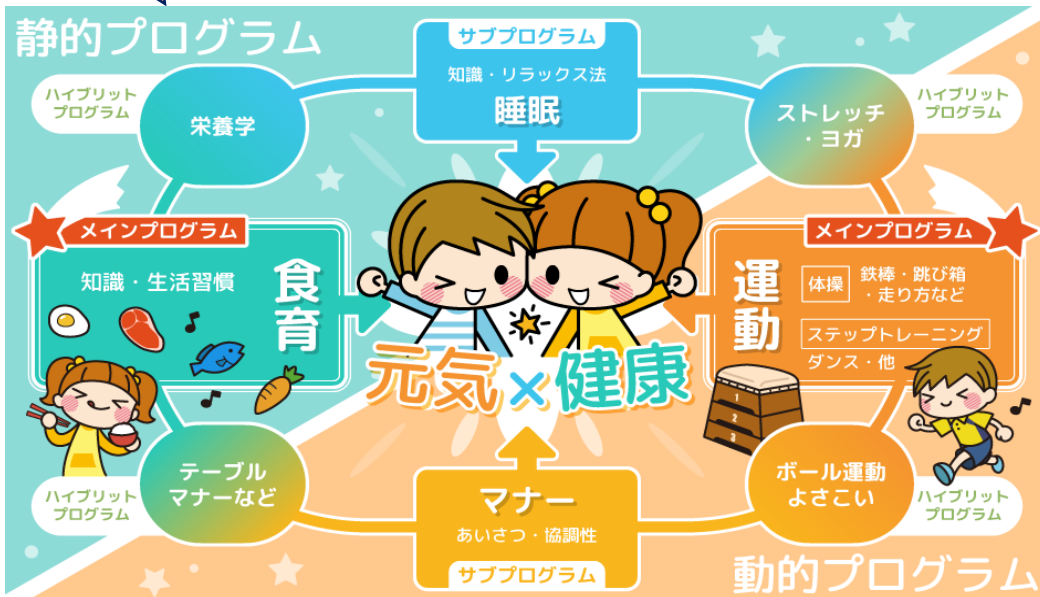 静的プログラム
サブプログラム
知識・リラックス法
睡眠
ハイブリット
プログラム
栄養学
ストレッチ
・ヨガ
ハイブリット
プログラム
メインプログラム
知識・生活習慣
食育
メインプログラム
運動
体操
鉄棒・跳び箱
・走り方など
ステップトレーニング
ダンス・他
元気×健康
1
2
3
テーブル
マナーなど
ハイブリット
プログラム
マナー
あいさつ・協調性
サブプログラム
ボール運動
よさこい
ハイブリット
プログラム
動的プログラム